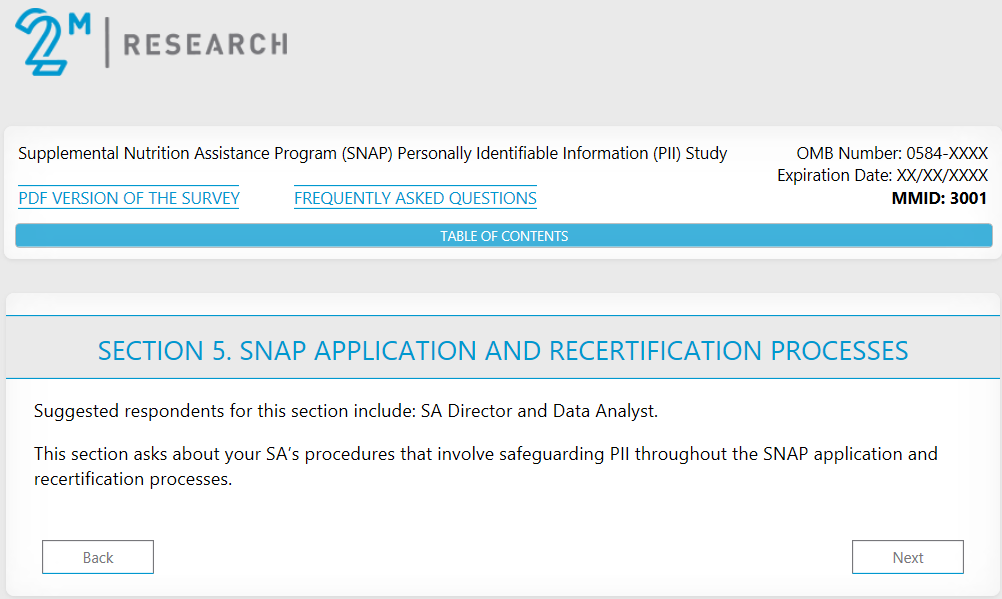 2M | RESEARCH
Supplemental Nutrition Assistance Program (SNAP) Personally Identifiable Information (PII) Study
OMB Number: 0584-XXXX
Expiration Date: XX/XX/XXXX
PDF VERSION OF THE SURVEY
FREQUENTLY ASKED QUESTIONS
MMID: 3001
TABLE OF CONTENTS
SECTION 5. SNAP APPLICATION AND RECERTIFICATION PROCESSES
Suggested respondents for this section include: SA Director and Data Analyst.
This section asks about your SA's procedures that involve safeguarding PII throughout the SNAP application and
recertification processes.
Back
Next